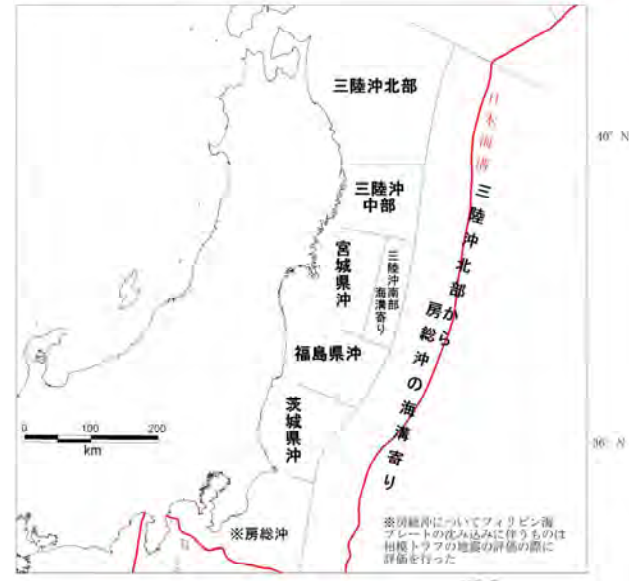 三陸沖北部
日本海溝
40° N
三陸沖
中部
三陸沖北部から
房総沖の海溝寄り
宮城県沖
三陸沖南部
海溝寄り
福島県沖
茨城県沖
0 100 200
km
36° N
※房総沖
※房総沖についてフィリピン海
プレートの沈み込みに伴うものは
相模トラフの地震の評価の際に
評価を行った